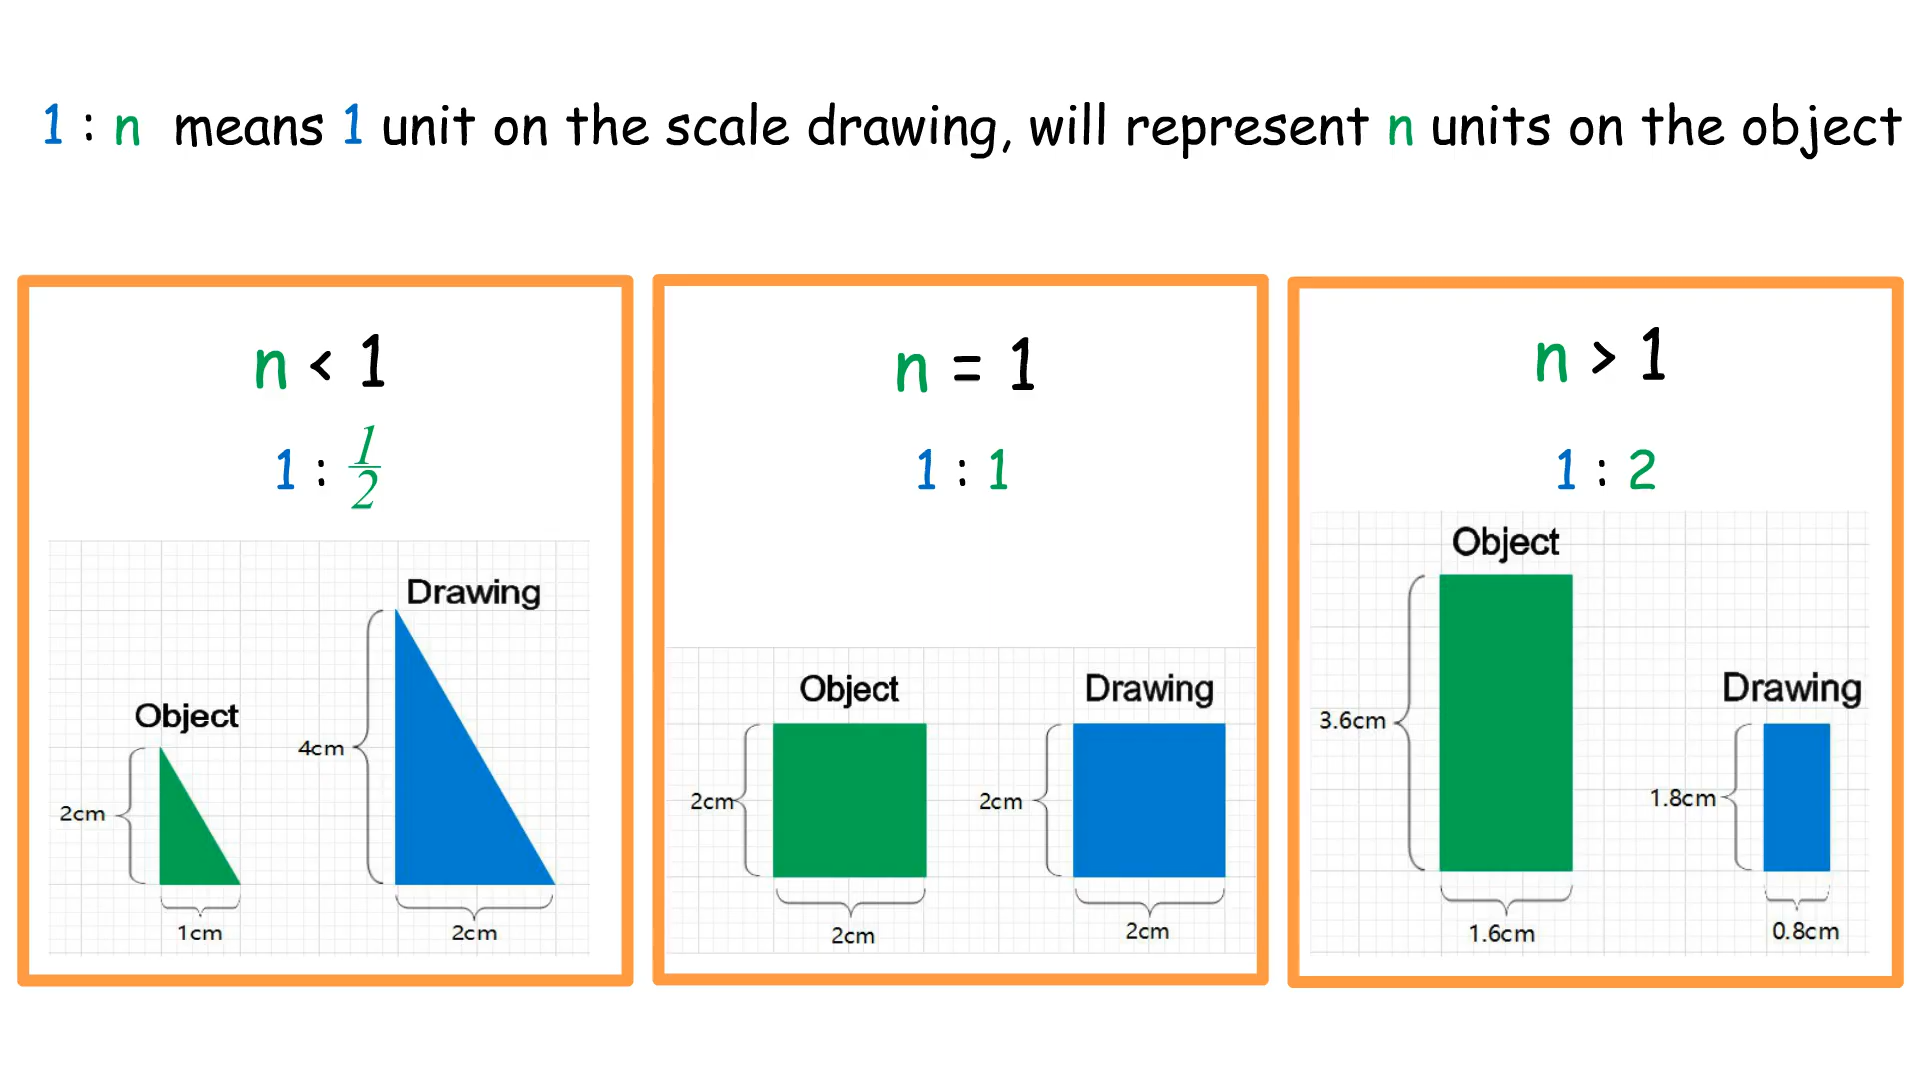 1 : n means 1 unit on the scale drawing, will represent n units on the object
n < 1
1 : 1/2
Drawing
Object
4cm
2cm
1cm
2cm
n = 1
1 : 1
Object
Drawing
2cm
2cm
2cm
2cm
n > 1
1 : 2
Object
Drawing
3.6cm
1.8cm
1.6cm
0.8cm